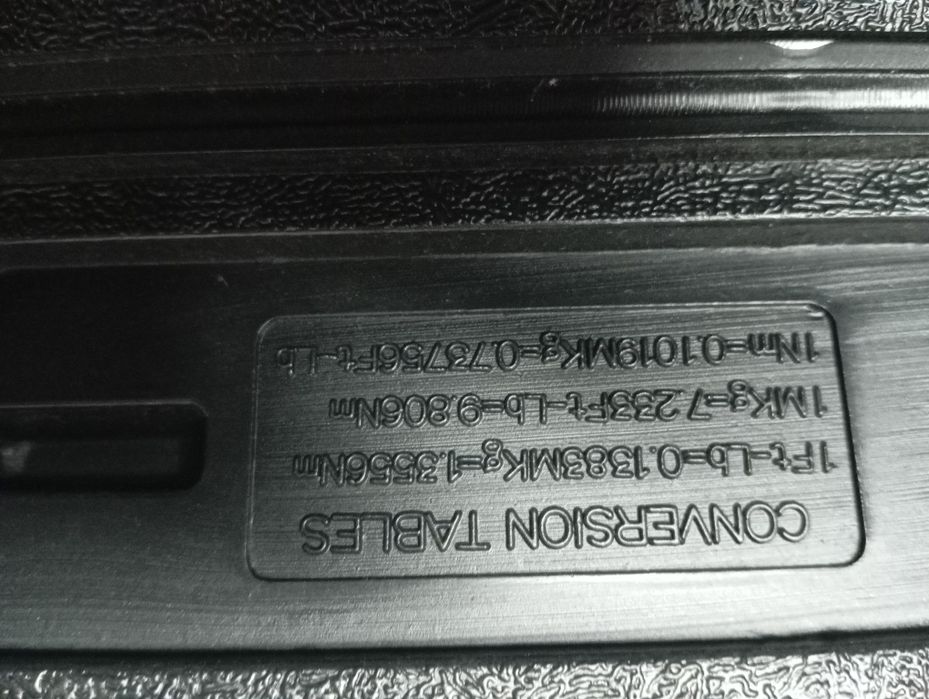 CONVERSION TABLES
1Ft-Lb=0.1383MKg=1.3556Nm
1MKg=7.233Ft-Lb=9.806Nm
1Nm=0.1019MKg=0.73756Ft-Lb